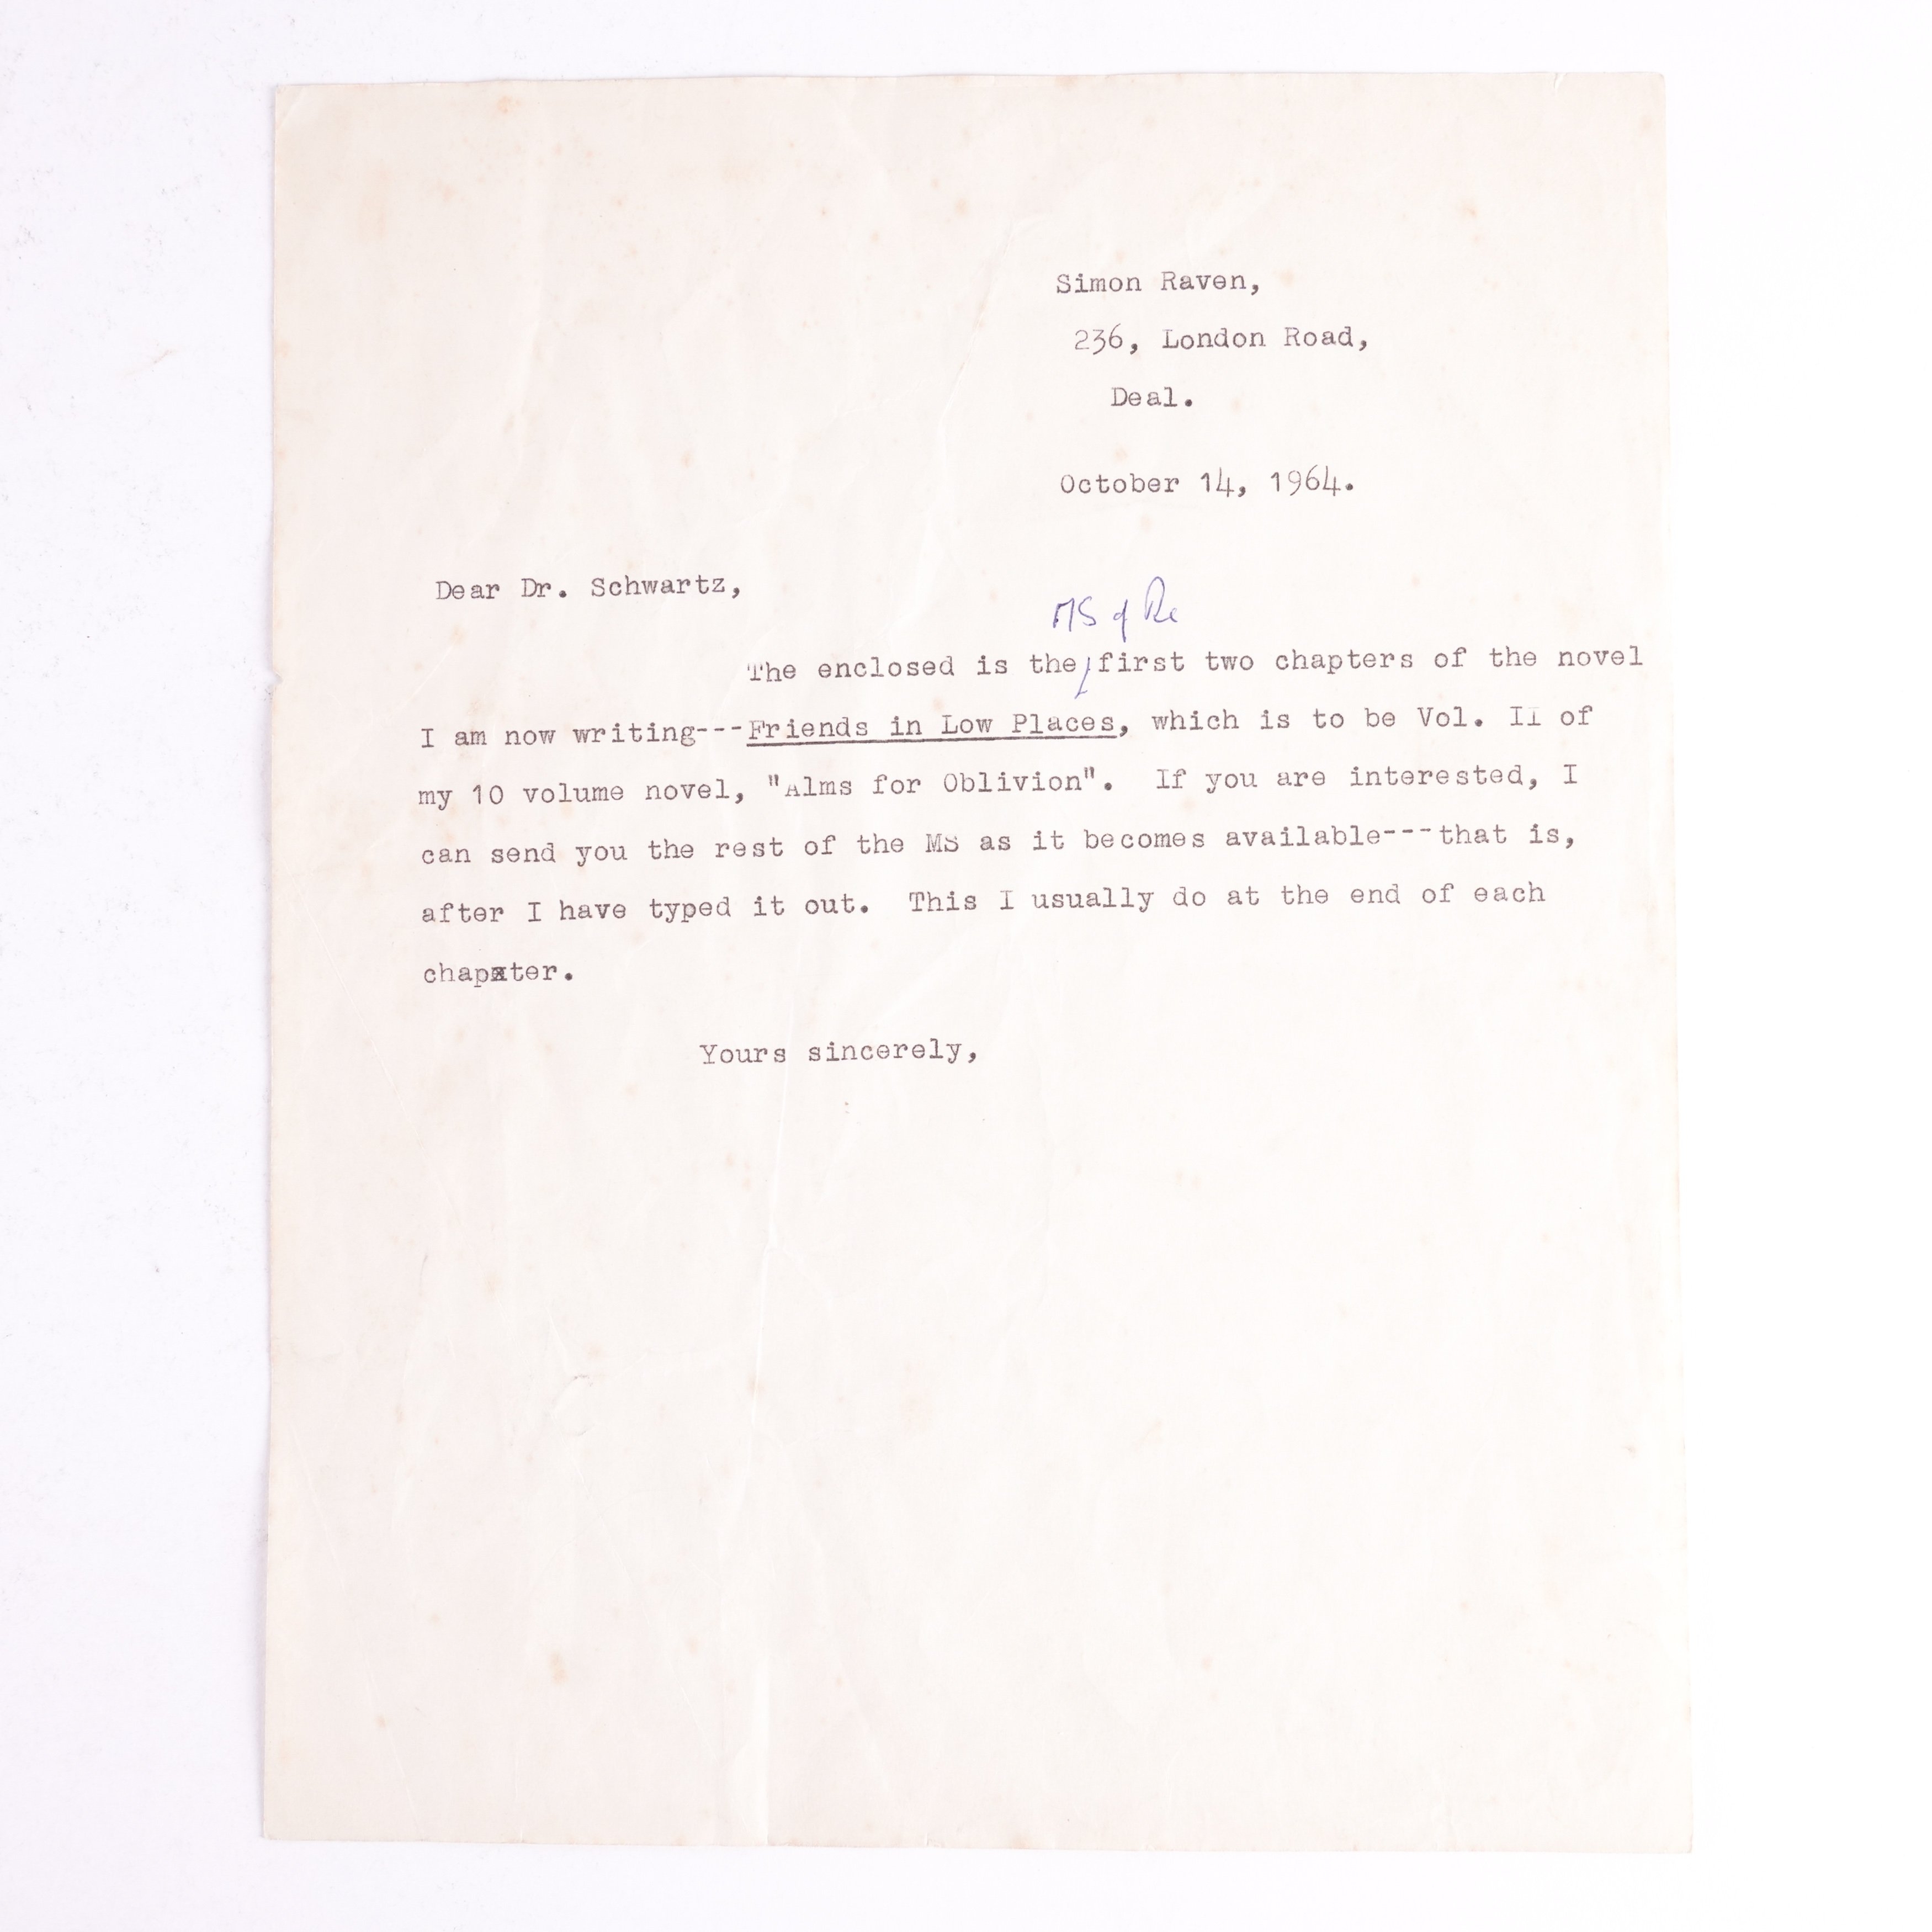 Simon Raven,
236, London Road,
Deal.
October 14, 1964.
Dear Dr. Schwartz,
MS of the
The enclosed is the first two chapters of the novel
I am now writing---Friends in Low Places, which is to be Vol. II of
my 10 volume novel, "Alms for Oblivion". If you are interested, I
can send you the rest of the MS as it becomes available---that is,
after I have typed it out. This I usually do at the end of each
chapxter.
Yours sincerely,